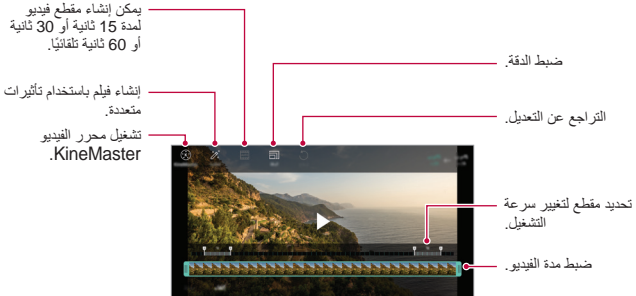 يمكن إنشاء مقطع فيديو
لمدة 15 ثانية أو 30 ثانية
أو 60 ثانية تلقائيًا.
إنشاء فيلم باستخدام تأثيرات
متعددة.
تشغيل محرر الفيديو
KineMaster.
ضبط الدقة.
التراجع عن التعديل.
تحديد مقطع لتغيير سرعة
التشغيل.
ضبط مدة الفيديو.